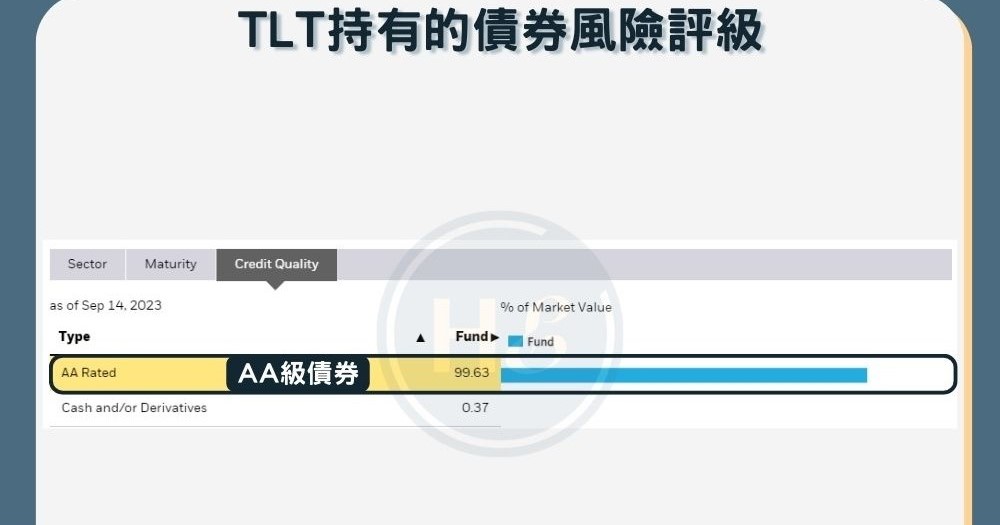 TLT持有的債券風險評級
Sector Maturity Credit Quality
as of Sep 14, 2023
% of Market Value
Type ▲ Fund▶
Fund
AA Rated AA級債券 99.63
Cash and/or Derivatives 0.37
HB